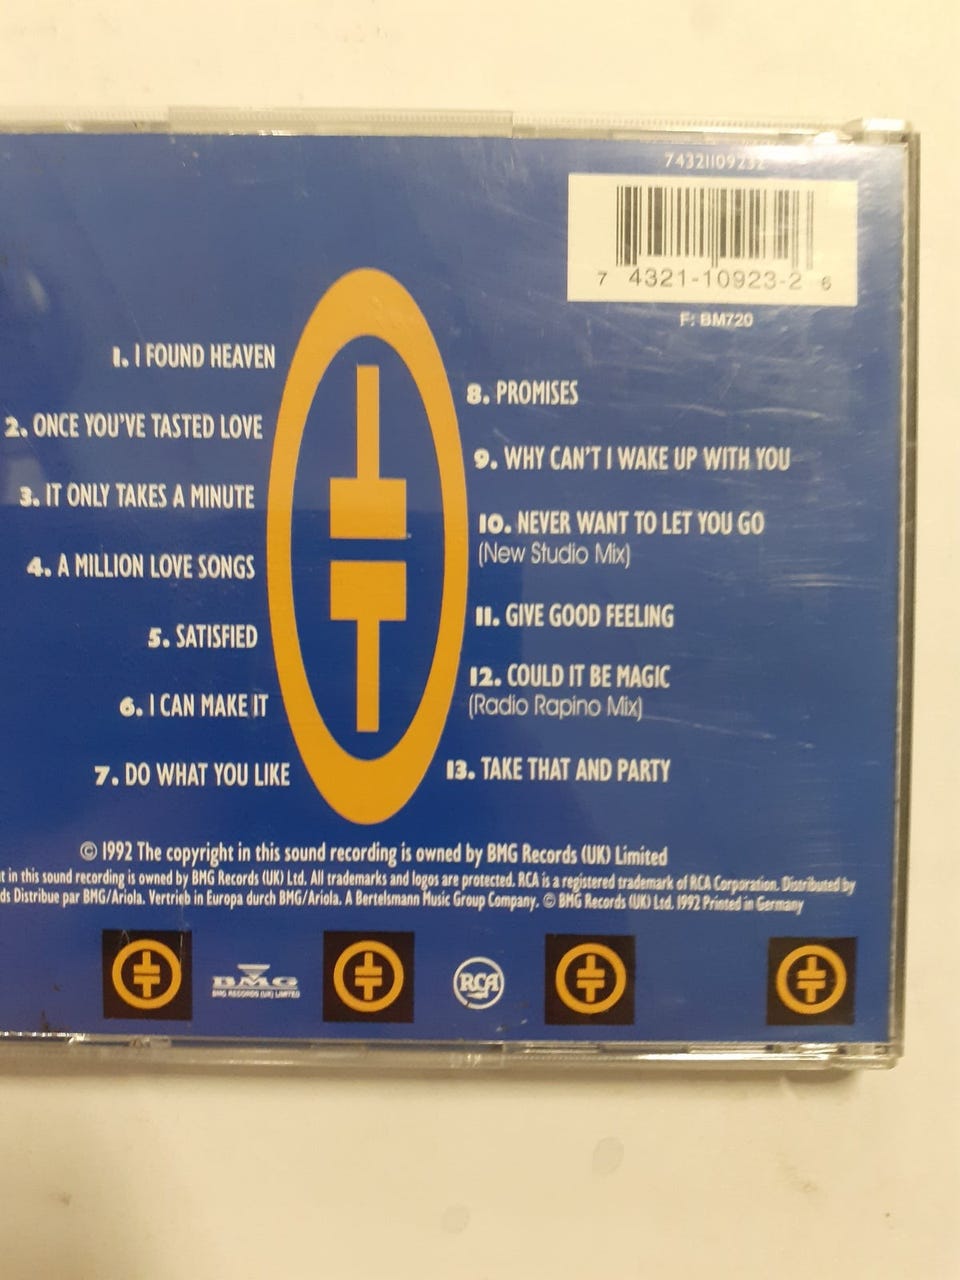 74321109232
7 4321-10923-2 6
F: BM720
1. I FOUND HEAVEN
2. ONCE YOU'VE TASTED LOVE
3. IT ONLY TAKES A MINUTE
4. A MILLION LOVE SONGS
5. SATISFIED
6. I CAN MAKE IT
7. DO WHAT YOU LIKE
8. PROMISES
9. WHY CAN'T I WAKE UP WITH YOU
10. NEVER WANT TO LET YOU GO
(New Studio Mix)
11. GIVE GOOD FEELING
12. COULD IT BE MAGIC
(Radio Rapino Mix)
13. TAKE THAT AND PARTY
© 1992 The copyright in this sound recording is owned by BMG Records (UK) Limited
in this sound recording is owned by BMG Records (UK) Ltd. All trademarks and logos are protected. RCA is a registered trademark of RCA Corporation. Distributed by
Distribue par BMG/Ariola. Vertrieb in Europa durch BMG/Ariola. A Bertelsmann Music Group Company. © BMG Records (UK) Ltd. 1992 Printed in Germany
BMG
BMG RECORDS (UK) LIMITED
RCA